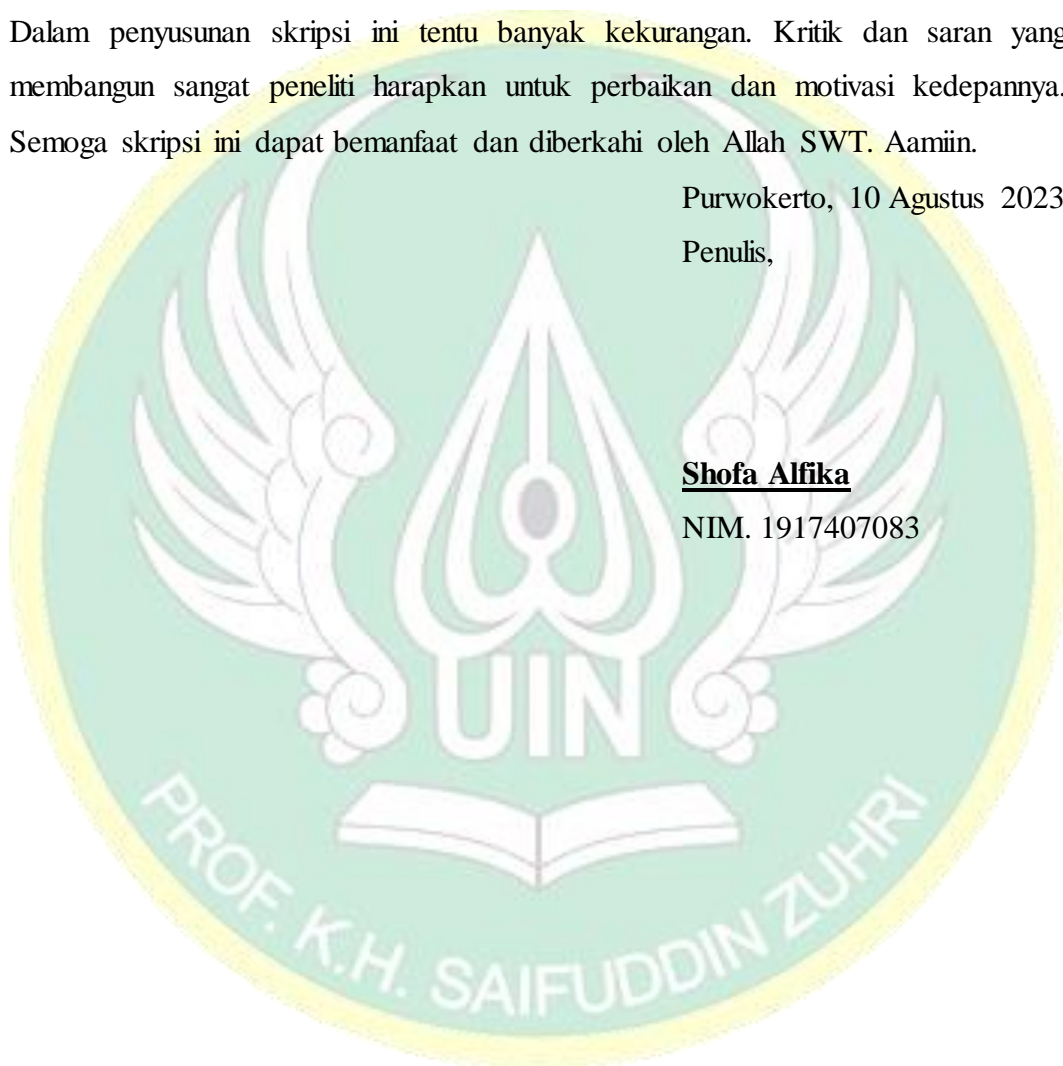 Dalam penyusunan skripsi ini tentu banyak kekurangan. Kritik dan saran yang
membangun sangat peneliti harapkan untuk perbaikan dan motivasi kedepannya.
Semoga skripsi ini dapat bemanfaat dan diberkahi oleh Allah SWT. Aamiin.
Purwokerto, 10 Agustus 2023
Penulis,
Shofa Alfika
NIM. 1917407083
UIN
PROF. K.H. SAIFUDDIN ZUHRI